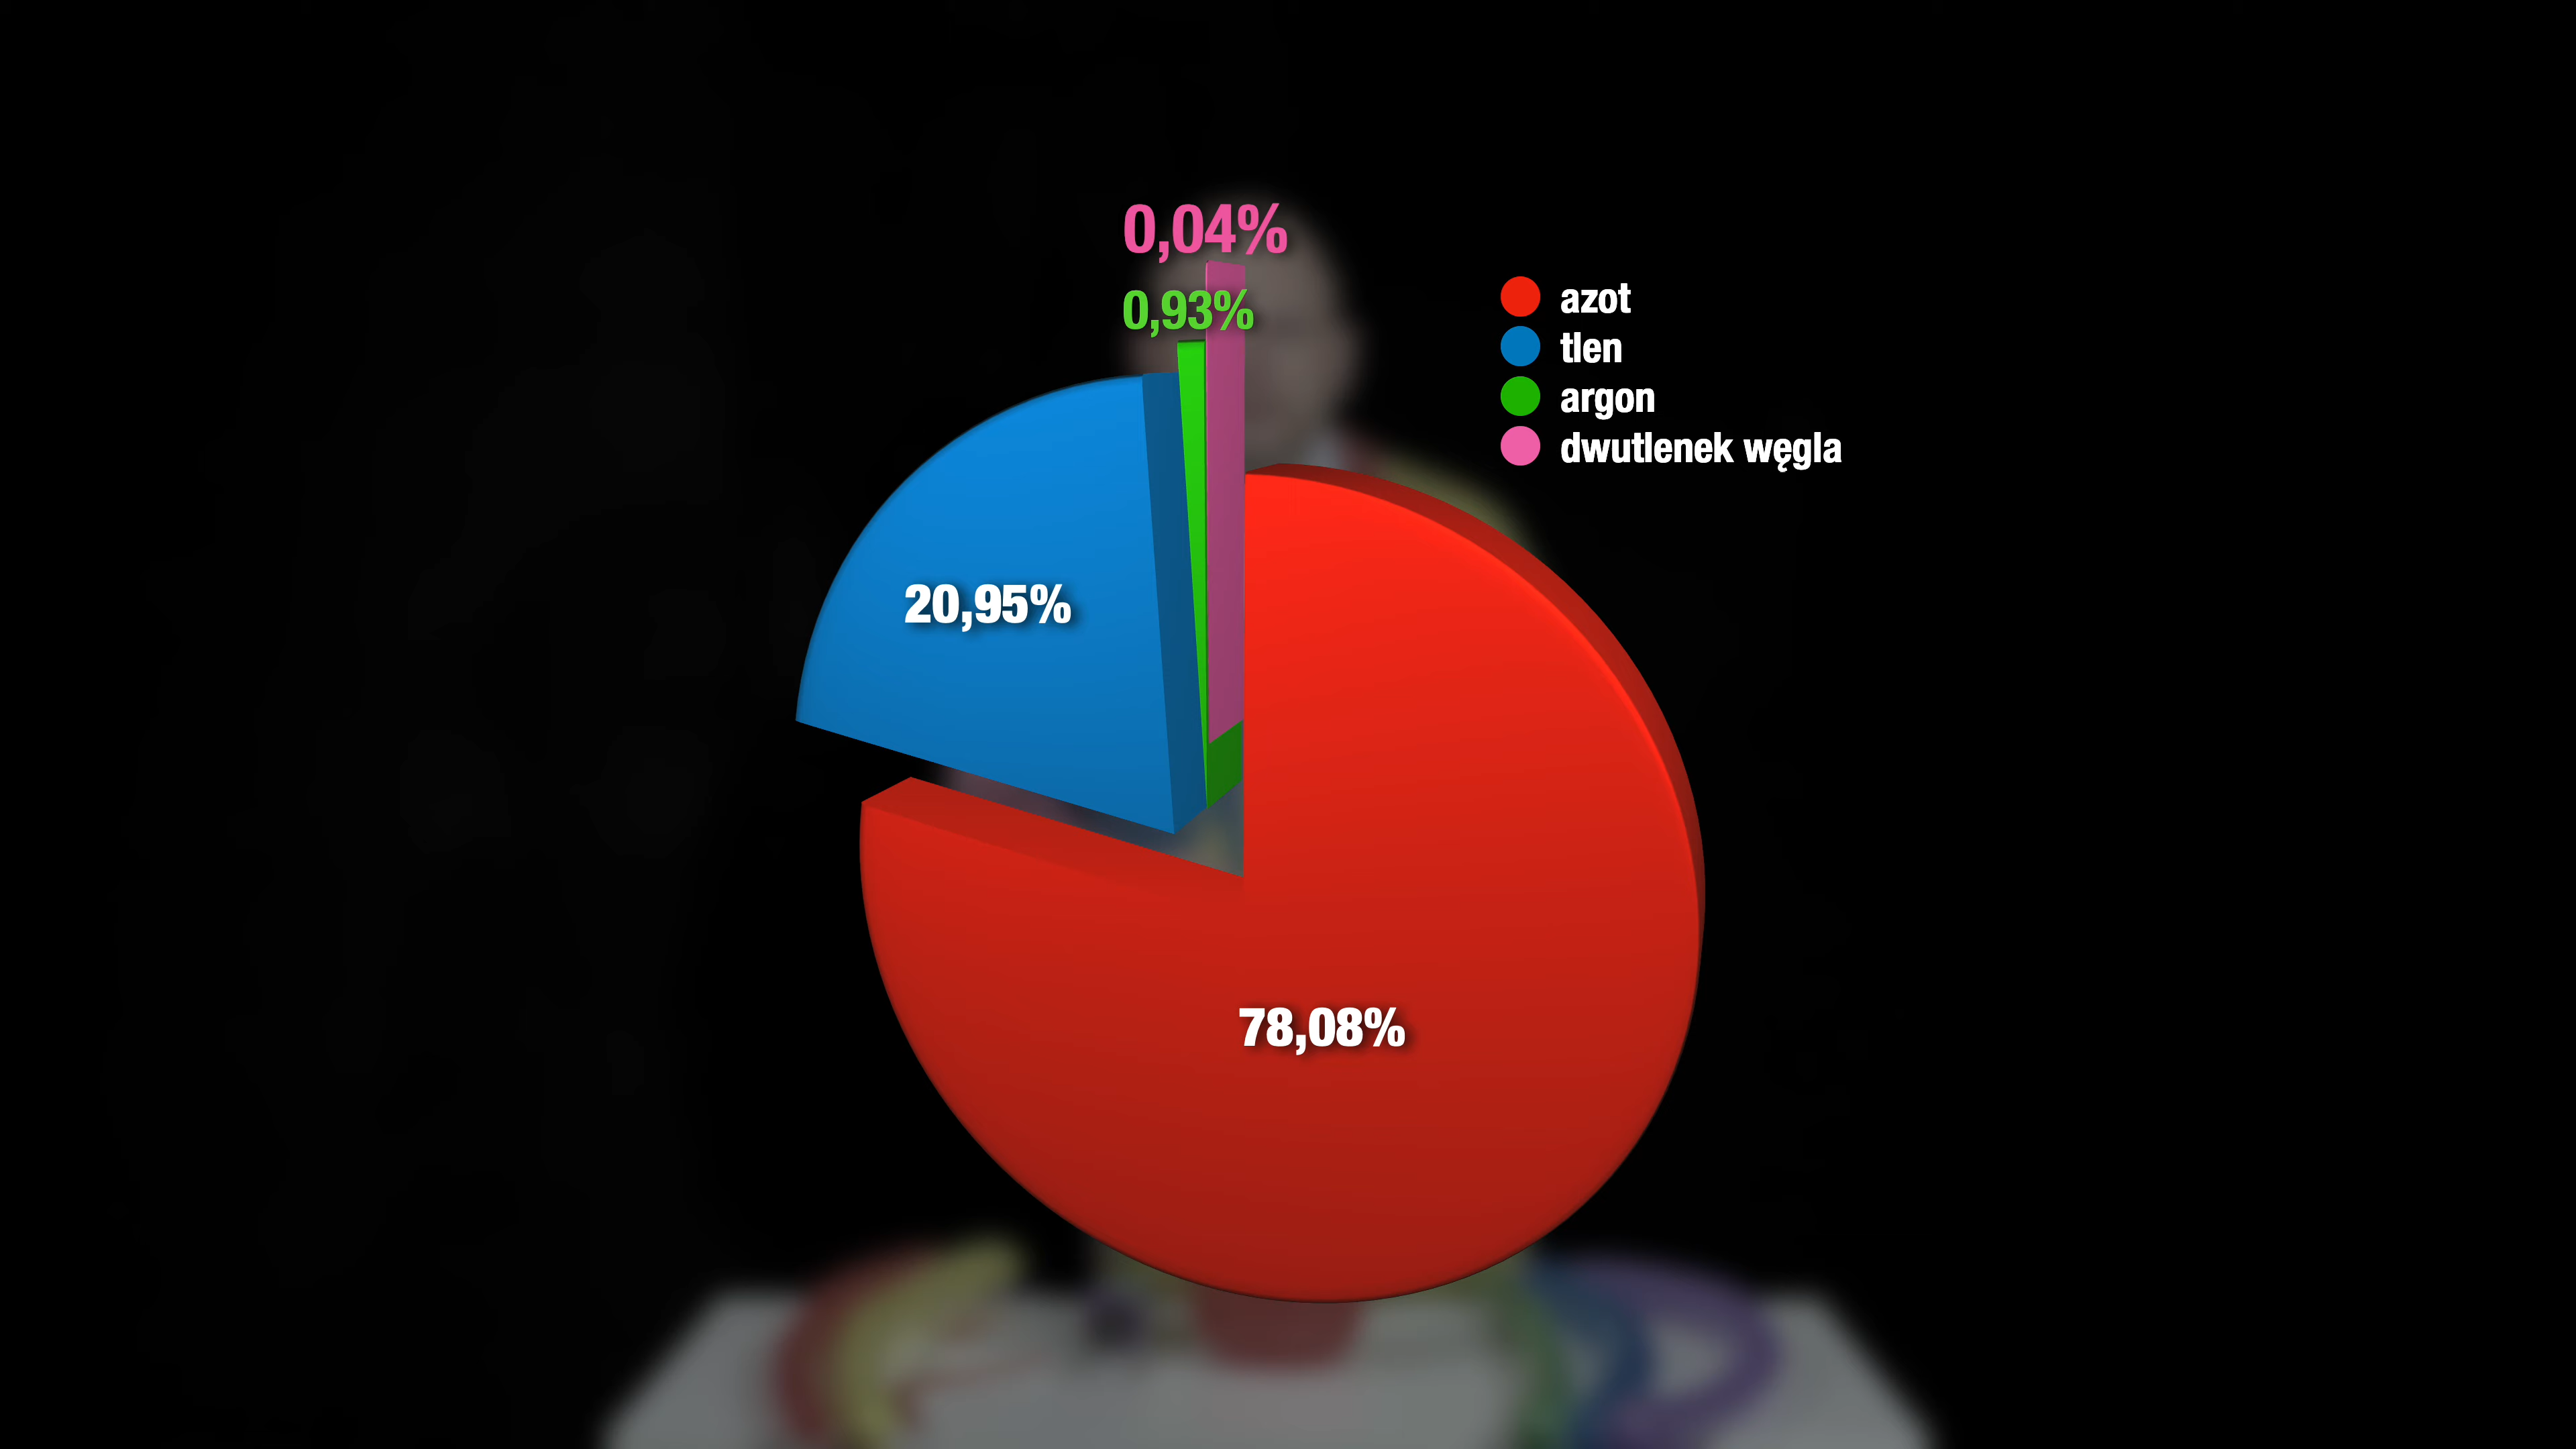 0,04%
0,93%
azot
tlen
argon
dwutlenek węgla
20,95%
78,08%